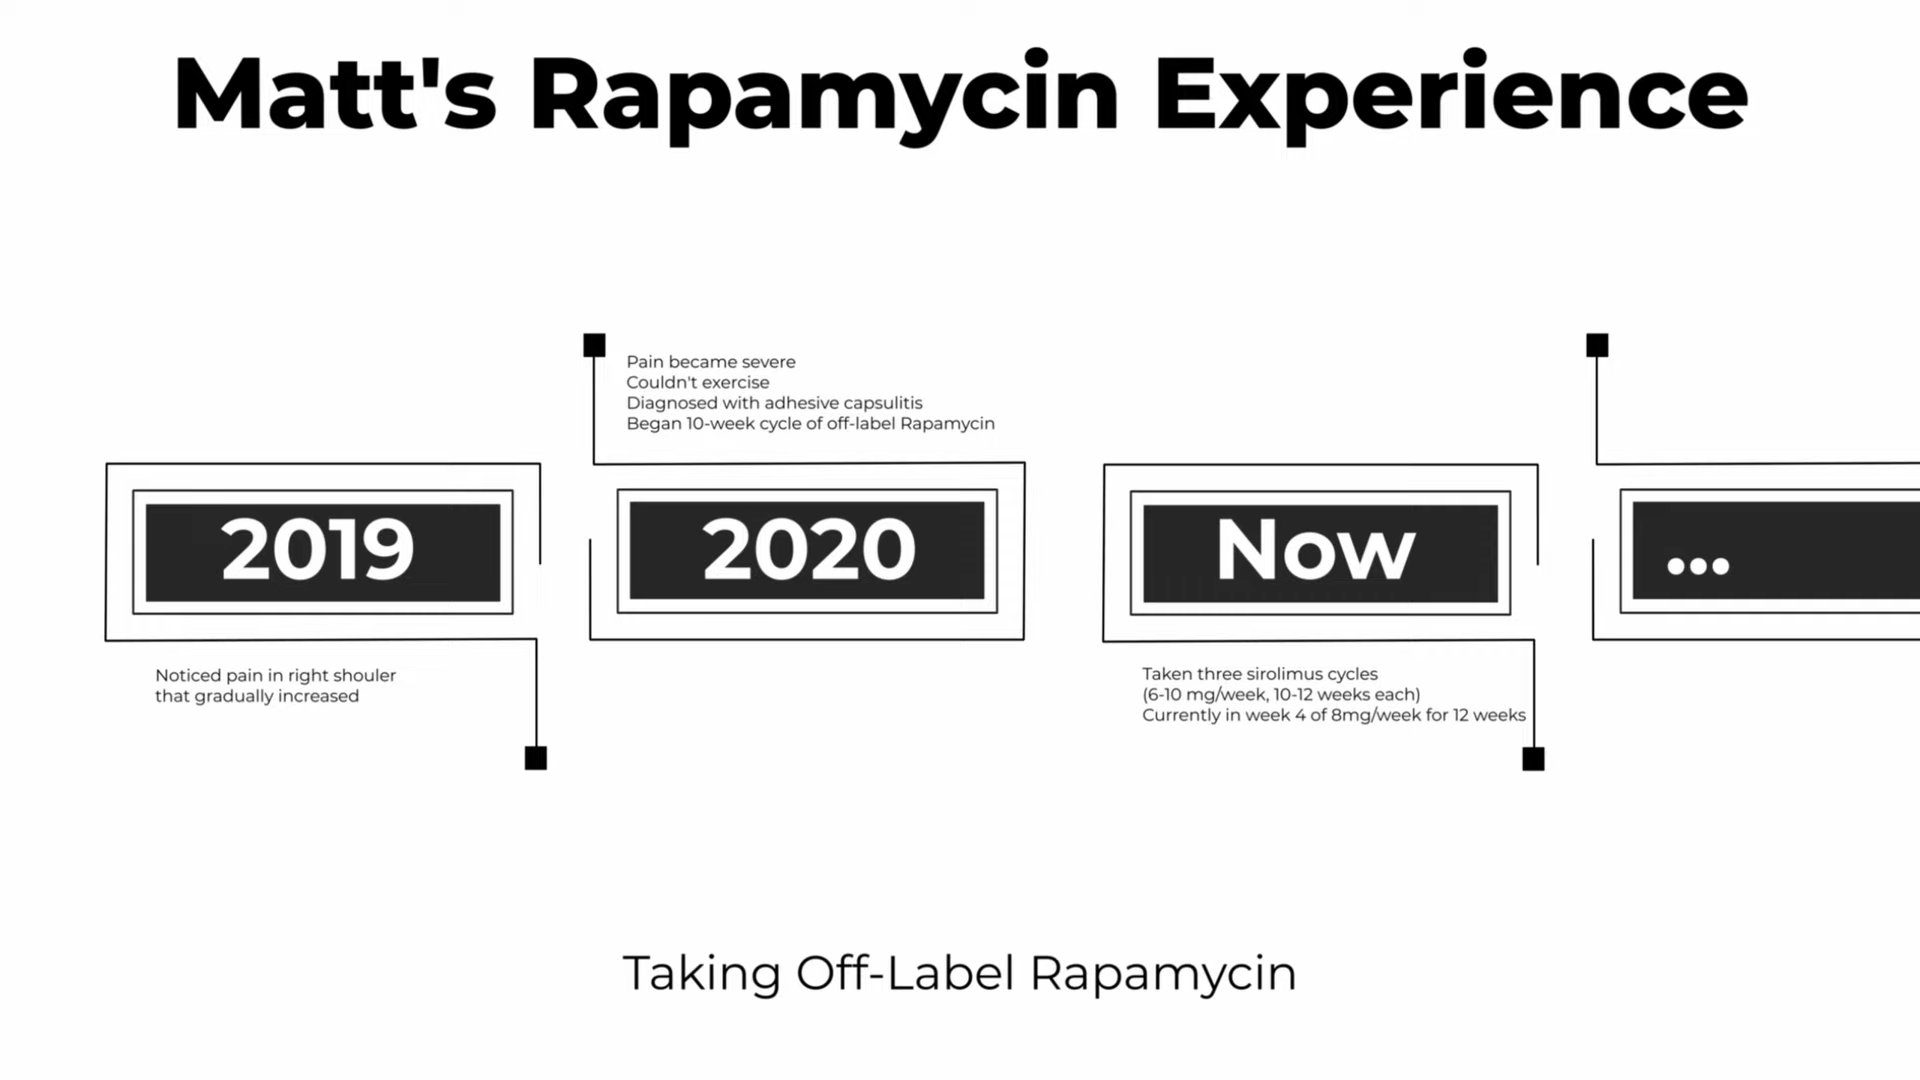 Matt's Rapamycin Experience
Pain became severe
Couldn't exercise
Diagnosed with adhesive capsulitis
Began 10-week cycle of off-label Rapamycin
2019
2020
Now
...
Noticed pain in right shouler
that gradually increased
Taken three sirolimus cycles
(6-10 mg/week, 10-12 weeks each)
Currently in week 4 of 8mg/week for 12 weeks
Taking Off-Label Rapamycin